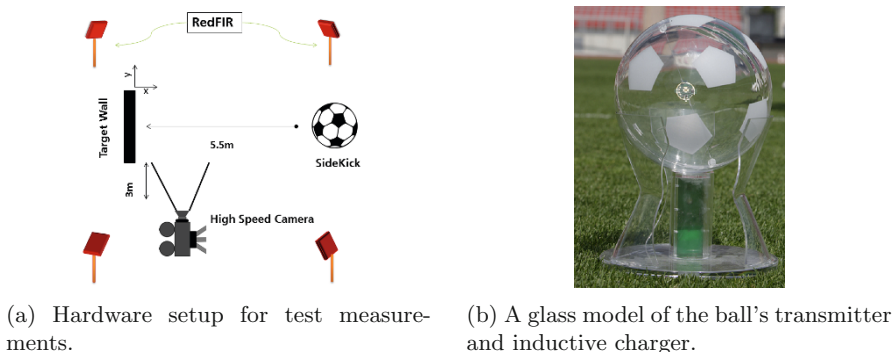 RedFIR
y
x
Target Wall
5.5m
SideKick
3m
High Speed Camera
(a) Hardware setup for test measure-
ments.
(b) A glass model of the ball's transmitter
and inductive charger.